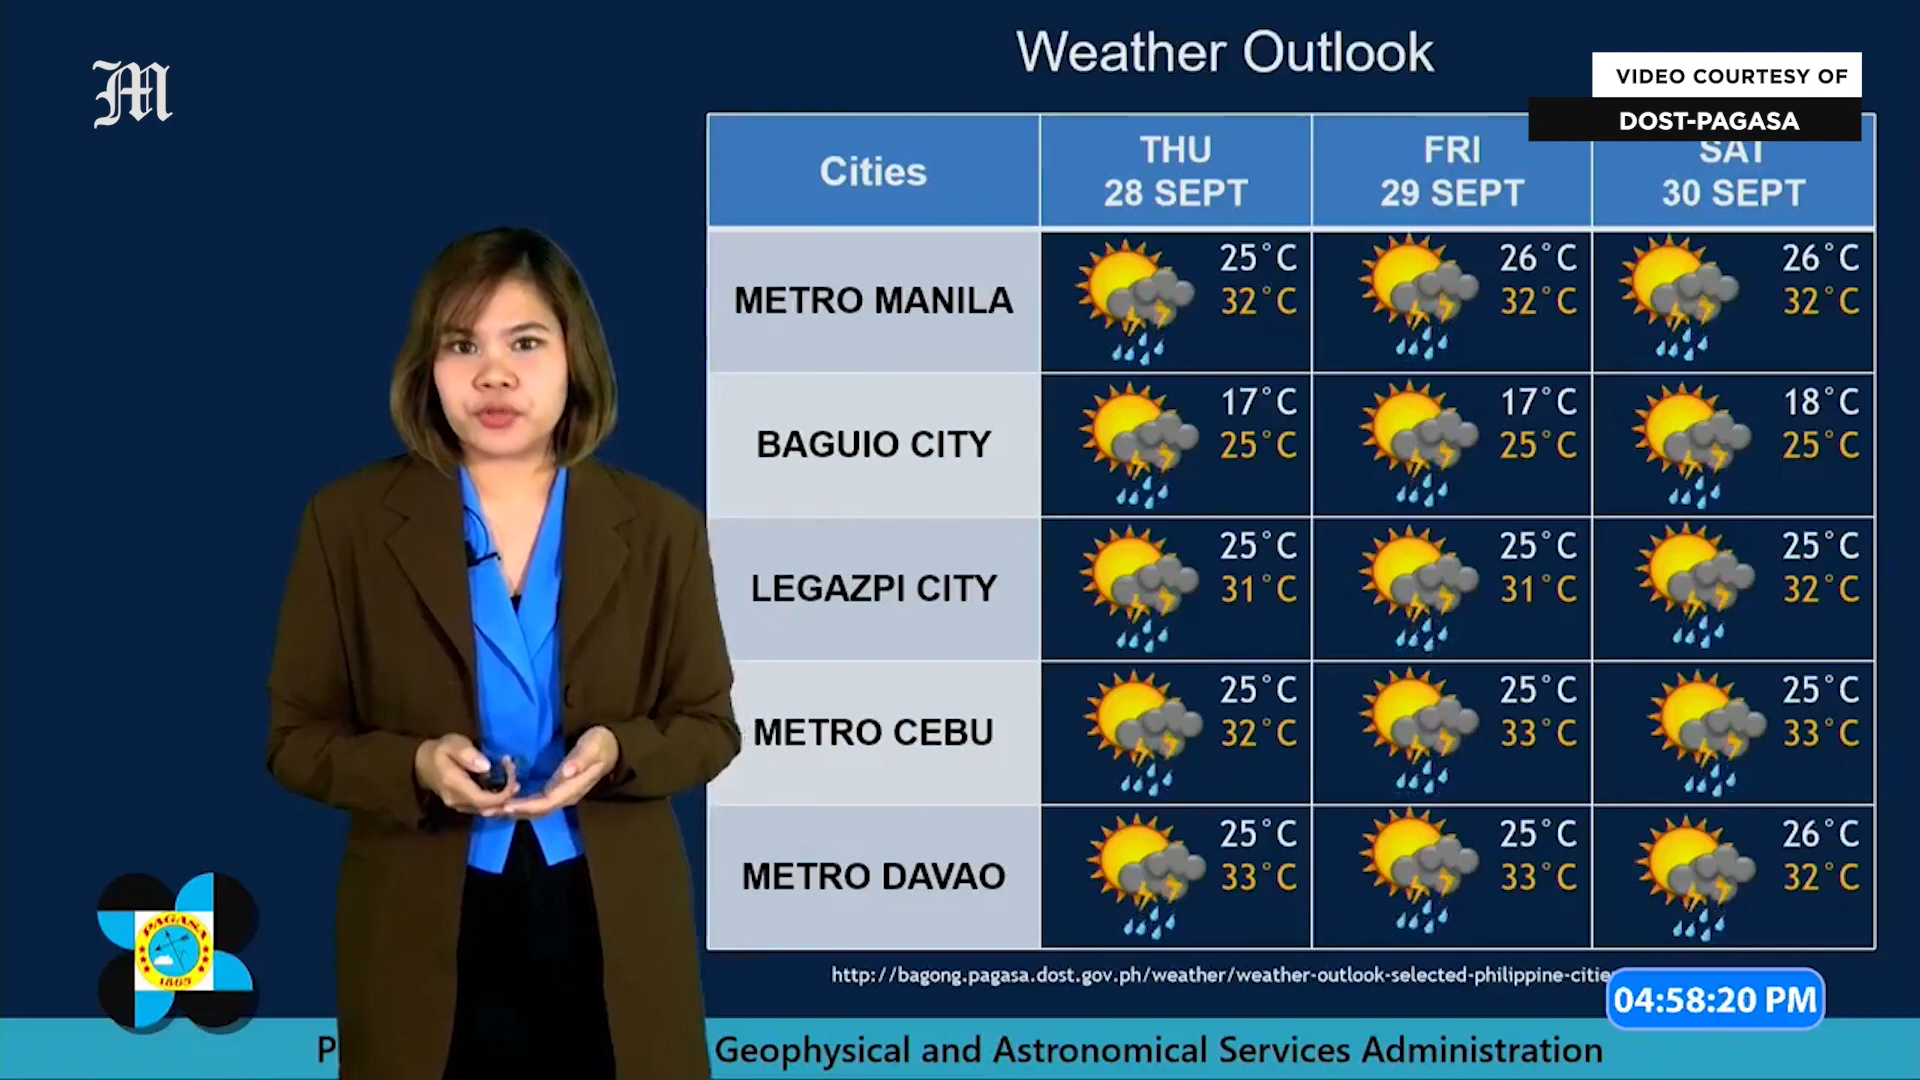 M
Weather Outlook
VIDEO COURTESY OF
DOST-PAGASA
Cities
THU
28 SEPT
FRI
29 SEPT
SAT
30 SEPT
METRO MANILA
25°C
32°C
26°C
32°C
26°C
32°C
BAGUIO CITY
17°C
25°C
17°C
25°C
18°C
25°C
LEGAZPI CITY
25°C
31°C
25°C
31°C
25°C
32°C
METRO CEBU
25°C
32°C
25°C
33°C
25°C
33°C
METRO DAVAO
25°C
33°C
25°C
33°C
26°C
32°C
PAGASA
1865
http://bagong.pagasa.dost.gov.ph/weather/weather-outlook-selected-philippine-citie
04:58:20 PM
P
Geophysical and Astronomical Services Administration